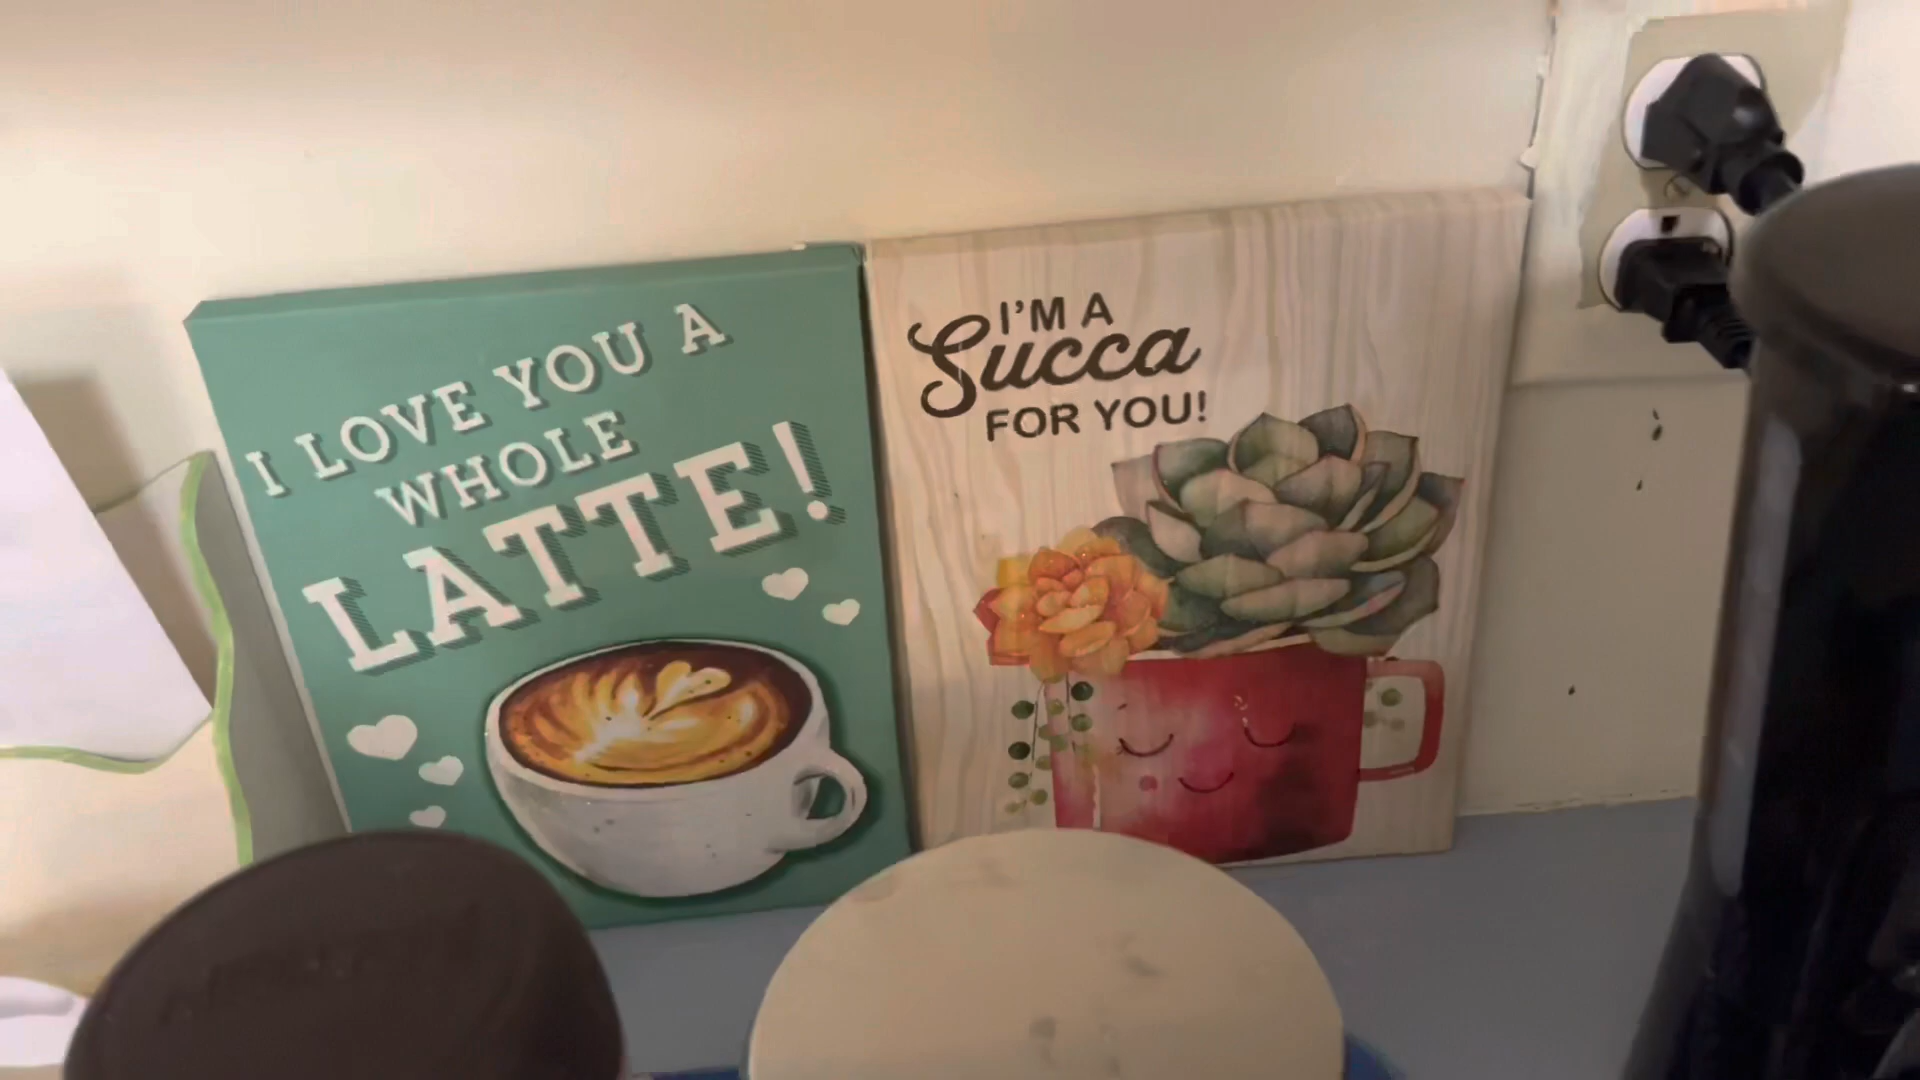 I LOVE YOU A
WHOLE
LATTE!
I'M A
Succa
FOR YOU!